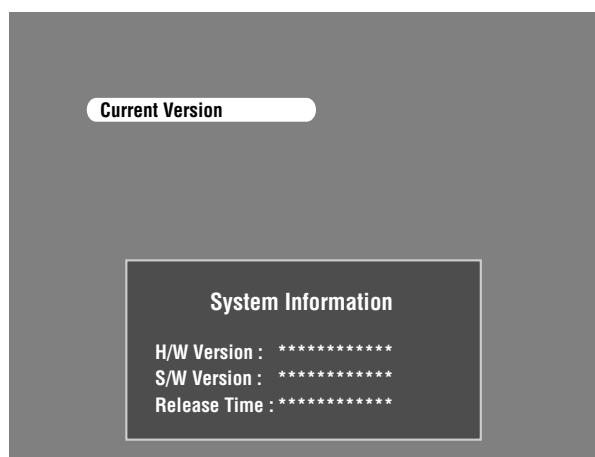 Current Version
System Information
H/W Version : ************
S/W Version : ************
Release Time : ************